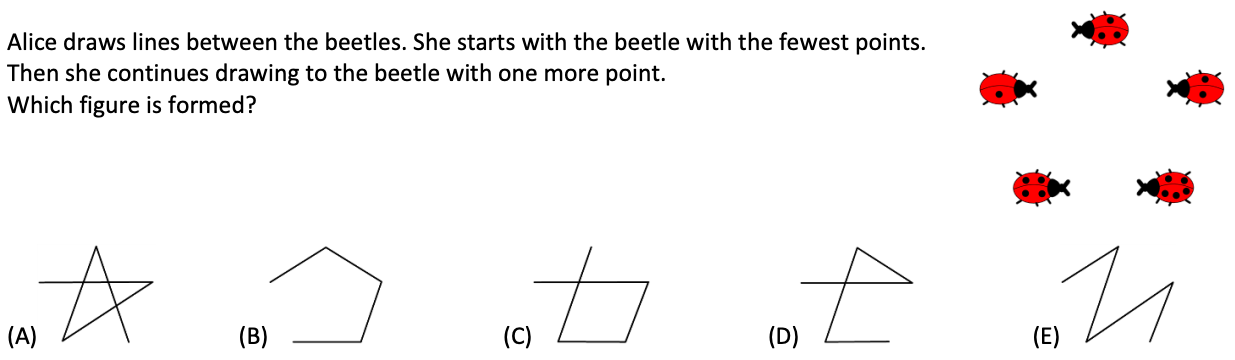 Alice draws lines between the beetles. She starts with the beetle with the fewest points.
Then she continues drawing to the beetle with one more point.
Which figure is formed?
(A) (B) (C) (D) (E)